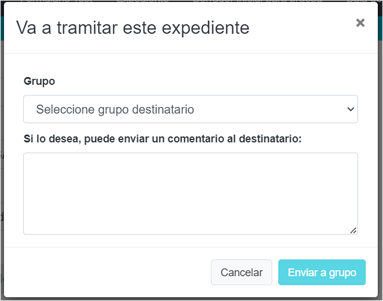 Va a tramitar este expediente
×
Grupo
Seleccione grupo destinatario
Si lo desea, puede enviar un comentario al destinatario:
Cancelar
Enviar a grupo